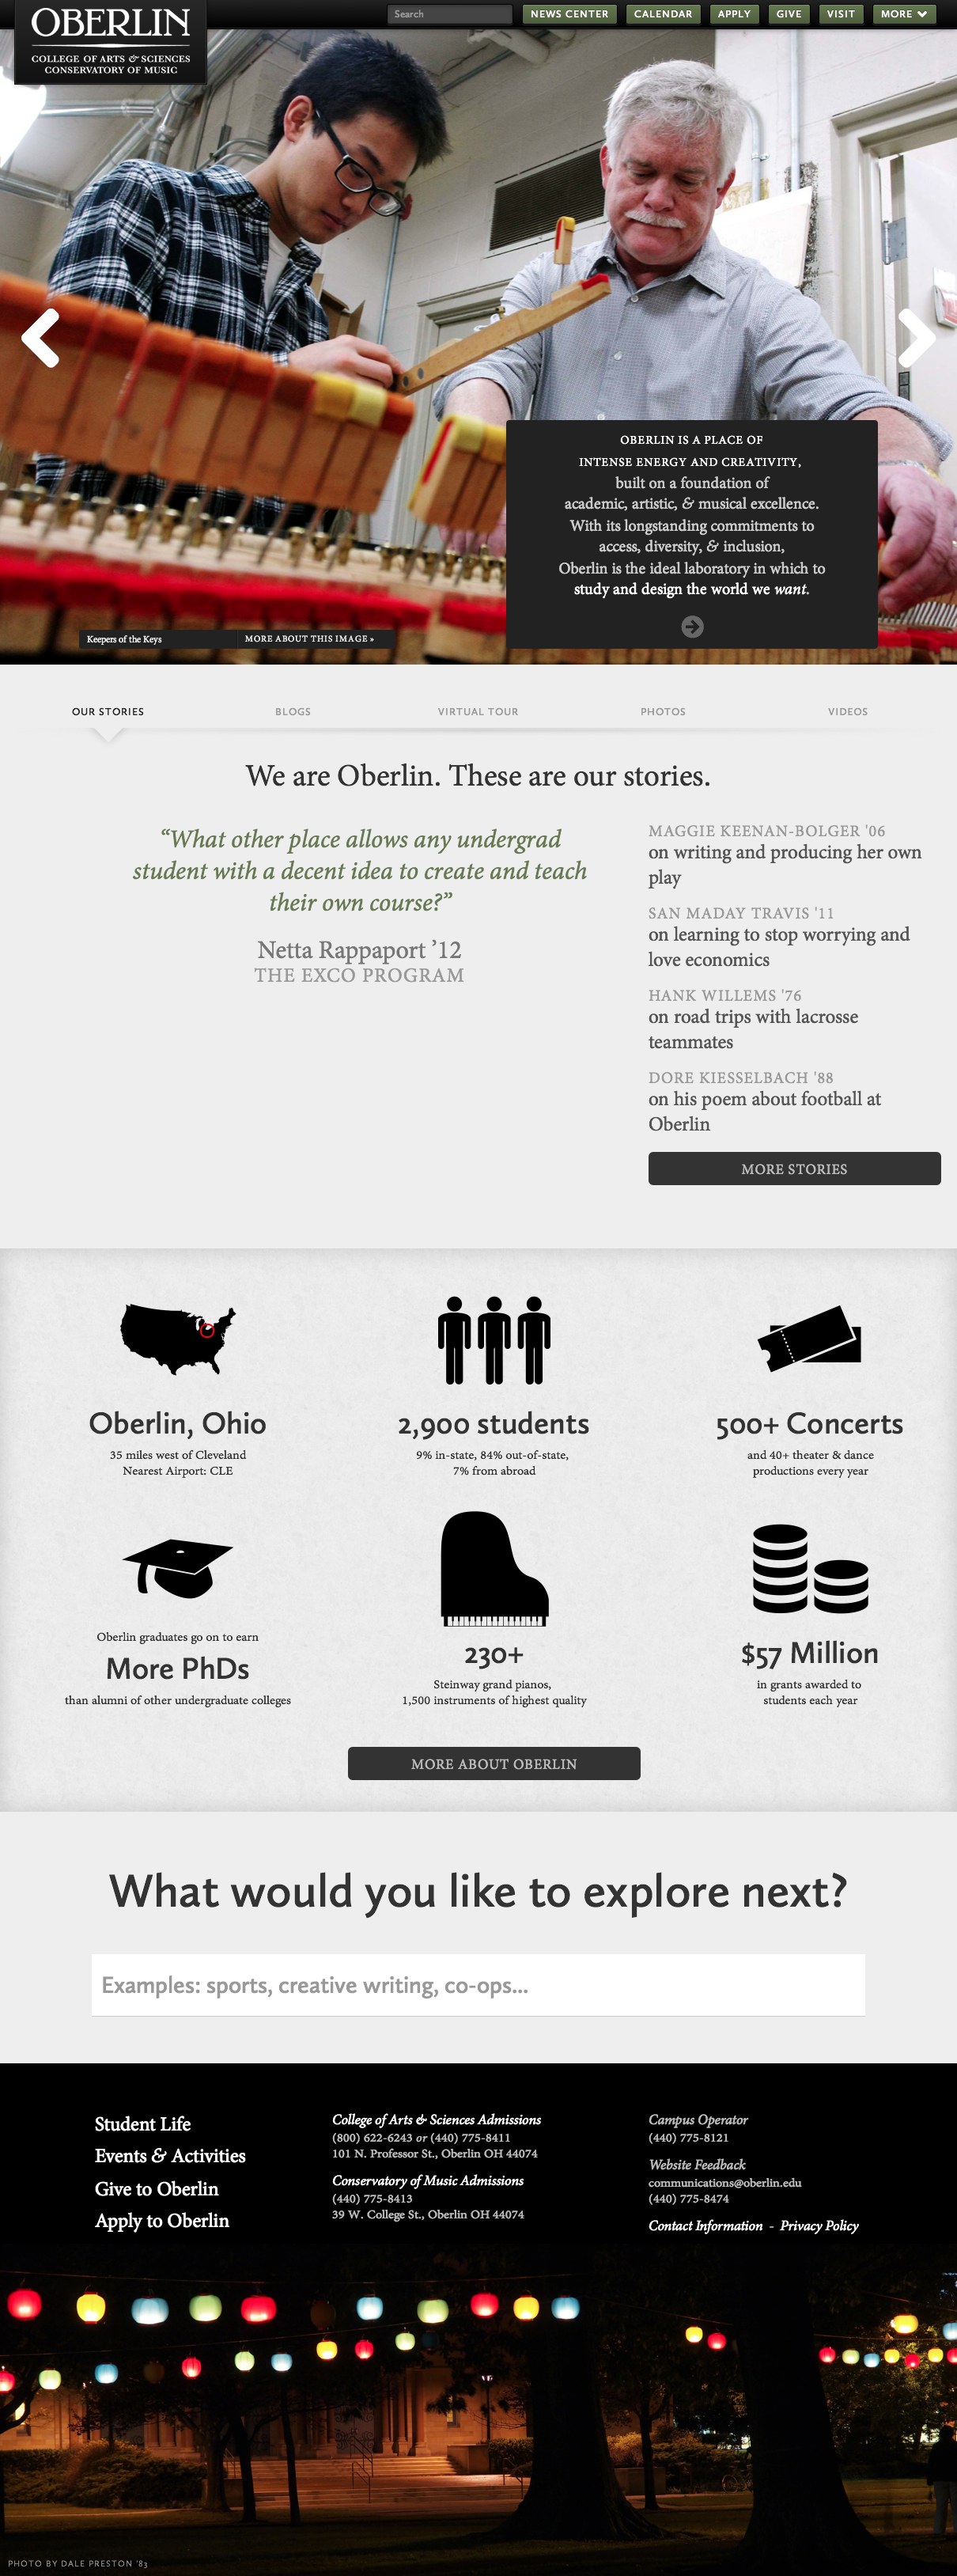 OBERLIN
COLLEGE OF ARTS & SCIENCES
CONSERVATORY OF MUSIC
Search
NEWS CENTER
CALENDAR
APPLY
GIVE
VISIT
MORE
OBERLIN IS A PLACE OF
INTENSE ENERGY AND CREATIVITY,
built on a foundation of
academic, artistic, & musical excellence.
With its longstanding commitments to
access, diversity, & inclusion,
Oberlin is the ideal laboratory in which to
study and design the world we want.
Keepers of the Keys
MORE ABOUT THIS IMAGE »
OUR STORIES
BLOGS
VIRTUAL TOUR
PHOTOS
VIDEOS
We are Oberlin. These are our stories.
“What other place allows any undergrad
student with a decent idea to create and teach
their own course?”
Netta Rappaport ’12
THE EXCO PROGRAM
MAGGIE KEENAN-BOLGER '06
on writing and producing her own
play
SAN MADAY TRAVIS '11
on learning to stop worrying and
love economics
HANK WILLEMS '76
on road trips with lacrosse
teammates
DORE KIESSELBACH '88
on his poem about football at
Oberlin
MORE STORIES
Oberlin, Ohio
35 miles west of Cleveland
Nearest Airport: CLE
2,900 students
9% in-state, 84% out-of-state,
7% from abroad
500+ Concerts
and 40+ theater & dance
productions every year
Oberlin graduates go on to earn
More PhDs
than alumni of other undergraduate colleges
230+
Steinway grand pianos,
1,500 instruments of highest quality
$57 Million
in grants awarded to
students each year
MORE ABOUT OBERLIN
What would you like to explore next?
Examples: sports, creative writing, co-ops...
Student Life
Events & Activities
Give to Oberlin
Apply to Oberlin
College of Arts & Sciences Admissions
(800) 622-6243 or (440) 775-8411
101 N. Professor St., Oberlin OH 44074
Conservatory of Music Admissions
(440) 775-8413
39 W. College St., Oberlin OH 44074
Campus Operator
(440) 775-8121
Website Feedback
communications@oberlin.edu
(440) 775-8474
Contact Information - Privacy Policy
PHOTO BY DALE PRESTON '83